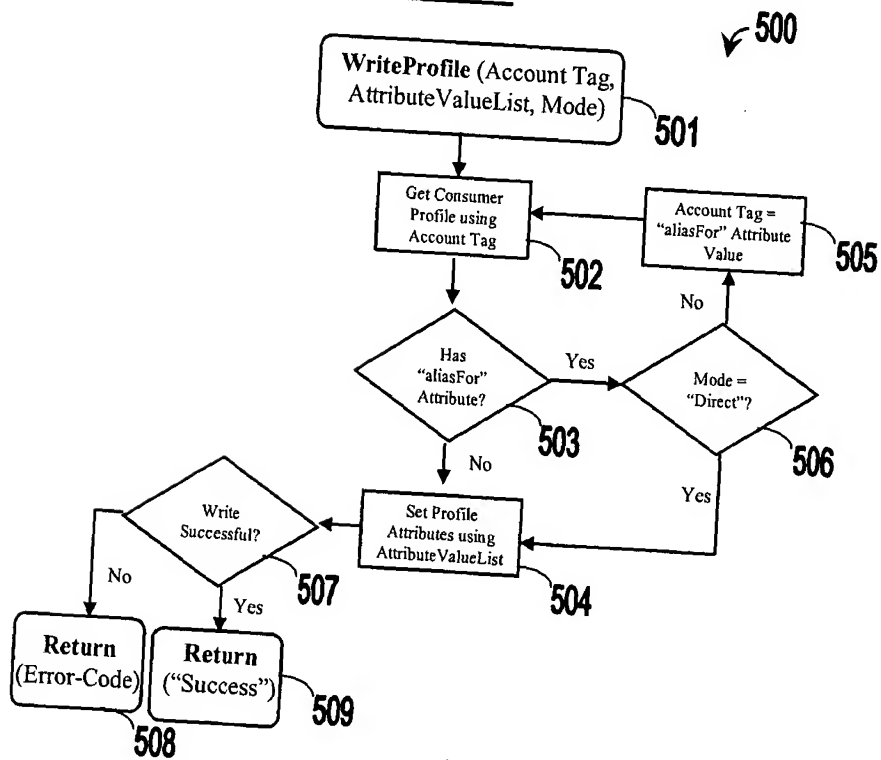 500
WriteProfile (Account Tag,
AttributeValueList, Mode)
501
Get Consumer
Profile using
Account Tag
502
Account Tag =
"aliasFor" Attribute
Value
505
No
Has
"aliasFor"
Attribute?
503
Yes
Mode =
"Direct"?
506
No
Yes
Write
Successful?
507
Set Profile
Attributes using
AttributeValueList
504
No
Yes
Return
(Error-Code)
508
Return
("Success")
509